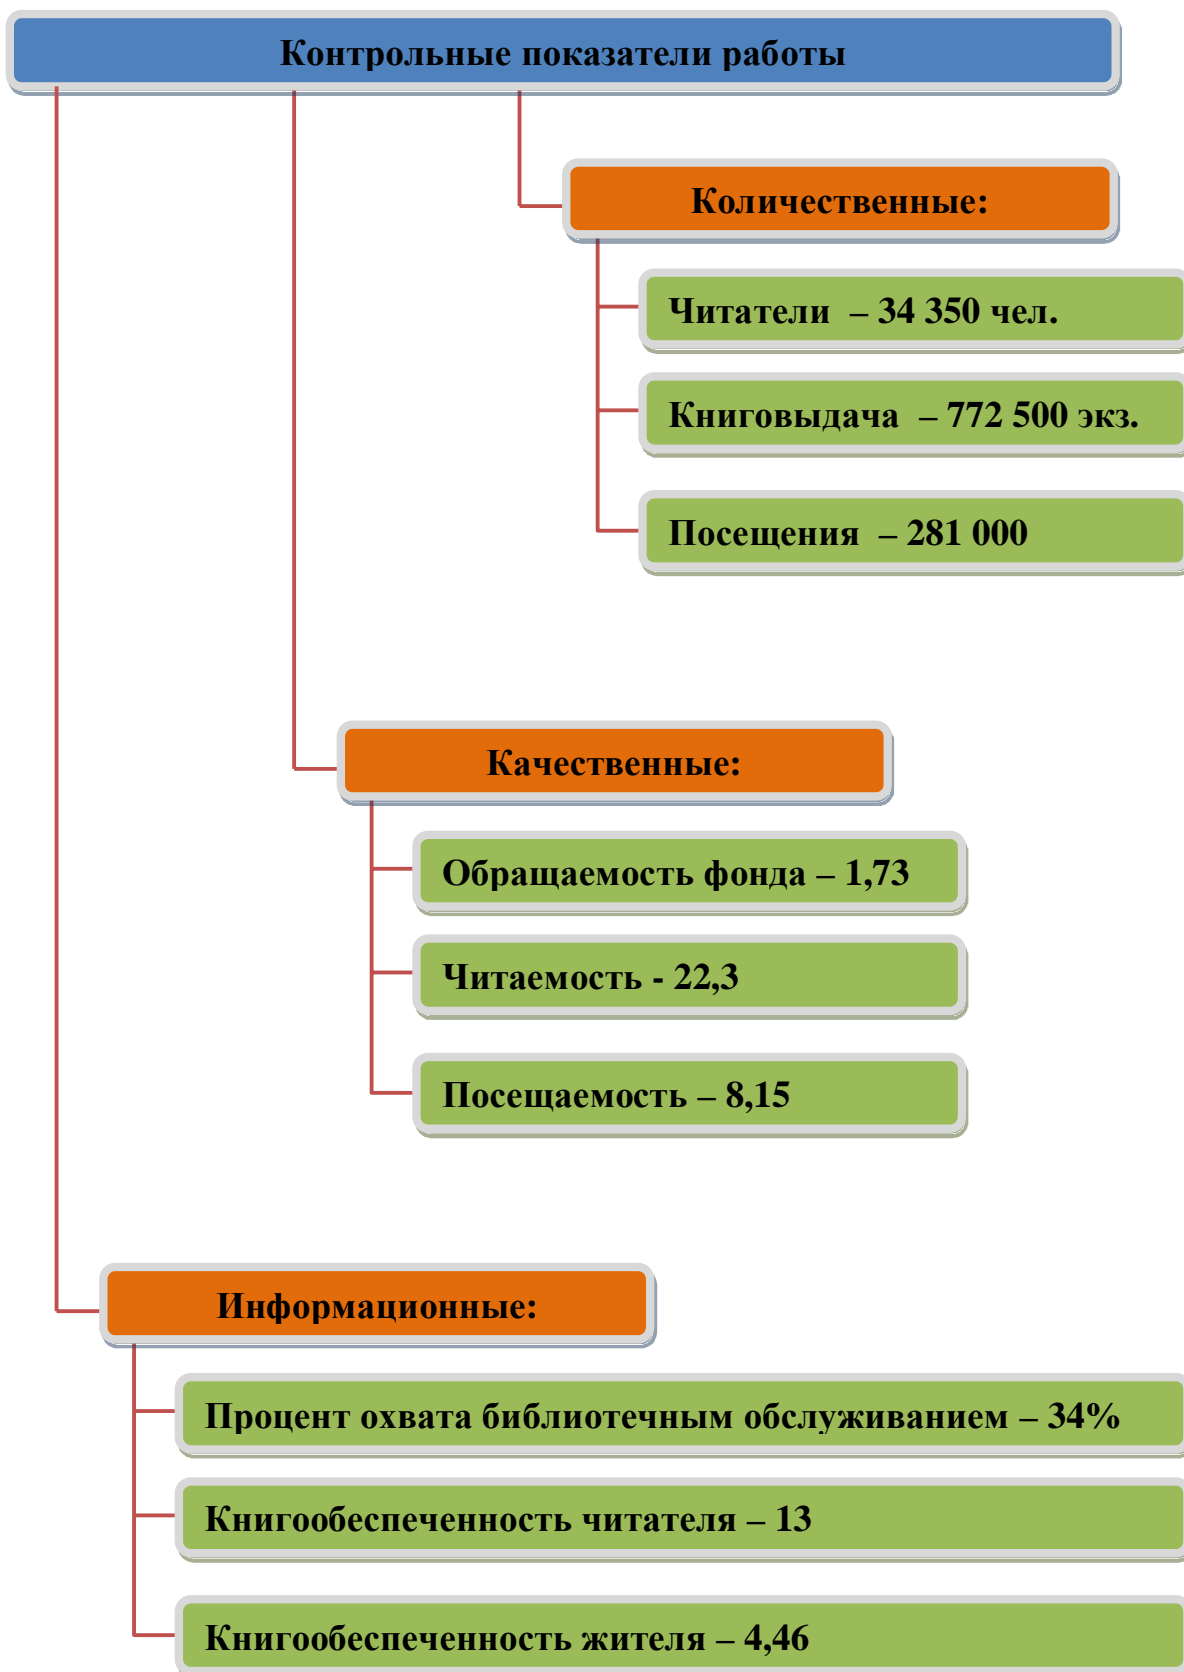 Контрольные показатели работы
Количественные:
Читатели – 34 350 чел.
Книговыдача – 772 500 экз.
Посещения – 281 000
Качественные:
Обращаемость фонда – 1,73
Читаемость - 22,3
Посещаемость – 8,15
Информационные:
Процент охвата библиотечным обслуживанием – 34%
Книгообеспеченность читателя – 13
Книгообеспеченность жителя – 4,46